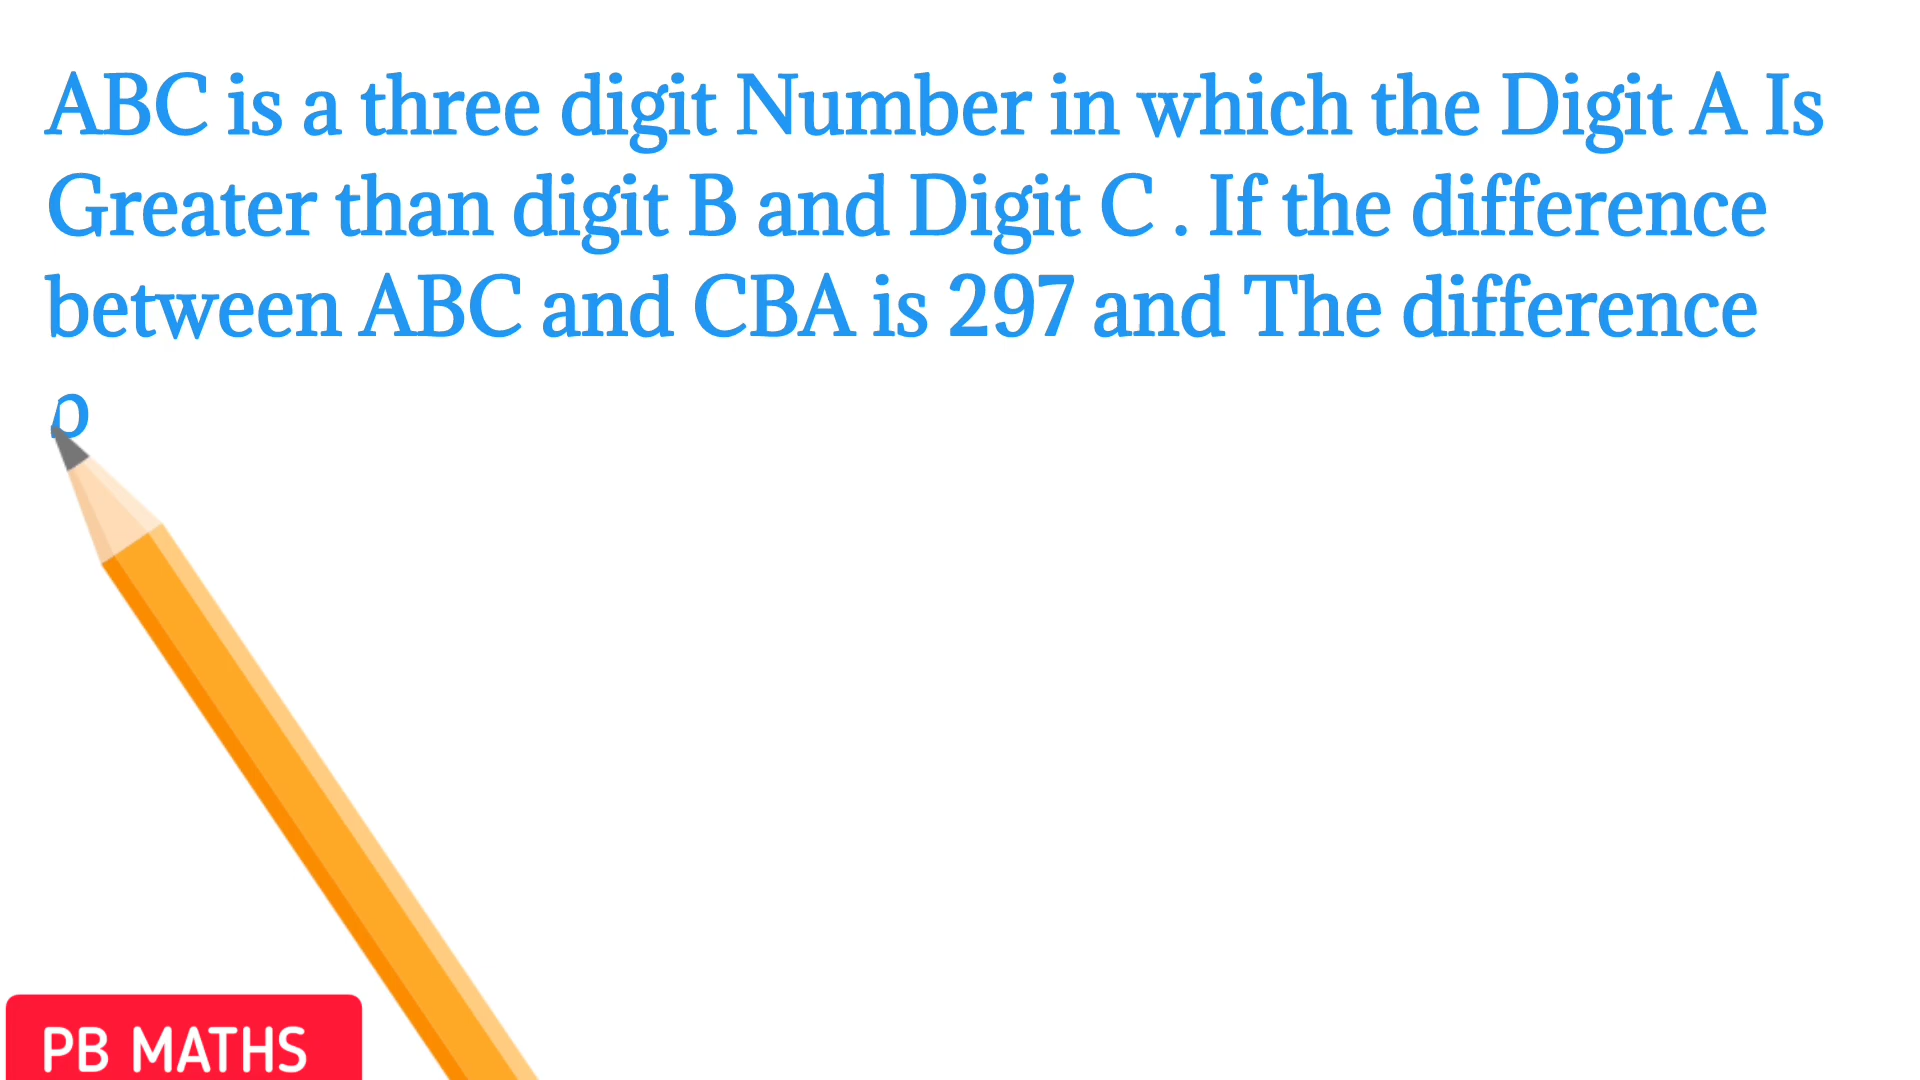 ABC is a three digit Number in which the Digit A Is
Greater than digit B and Digit C . If the difference
between ABC and CBA is 297 and The difference
PB MATHS